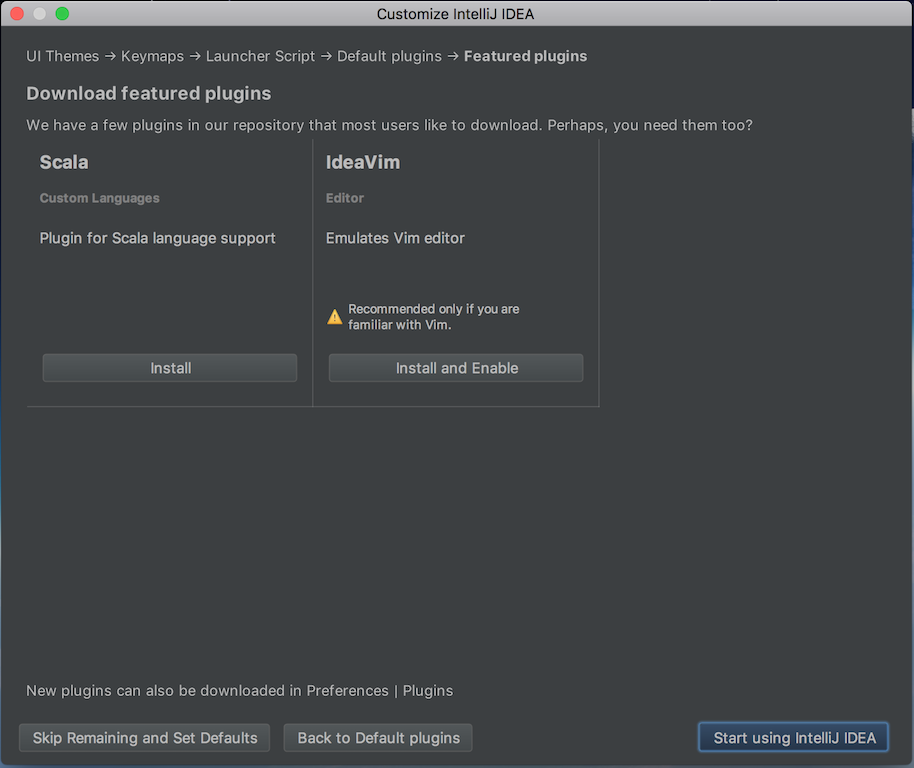 Customize IntelliJ IDEA
UI Themes → Keymaps → Launcher Script → Default plugins → Featured plugins
Download featured plugins
We have a few plugins in our repository that most users like to download. Perhaps, you need them too?
Scala
Custom Languages
Plugin for Scala language support
Install
IdeaVim
Editor
Emulates Vim editor
Recommended only if you are
familiar with Vim.
Install and Enable
New plugins can also be downloaded in Preferences | Plugins
Skip Remaining and Set Defaults
Back to Default plugins
Start using IntelliJ IDEA